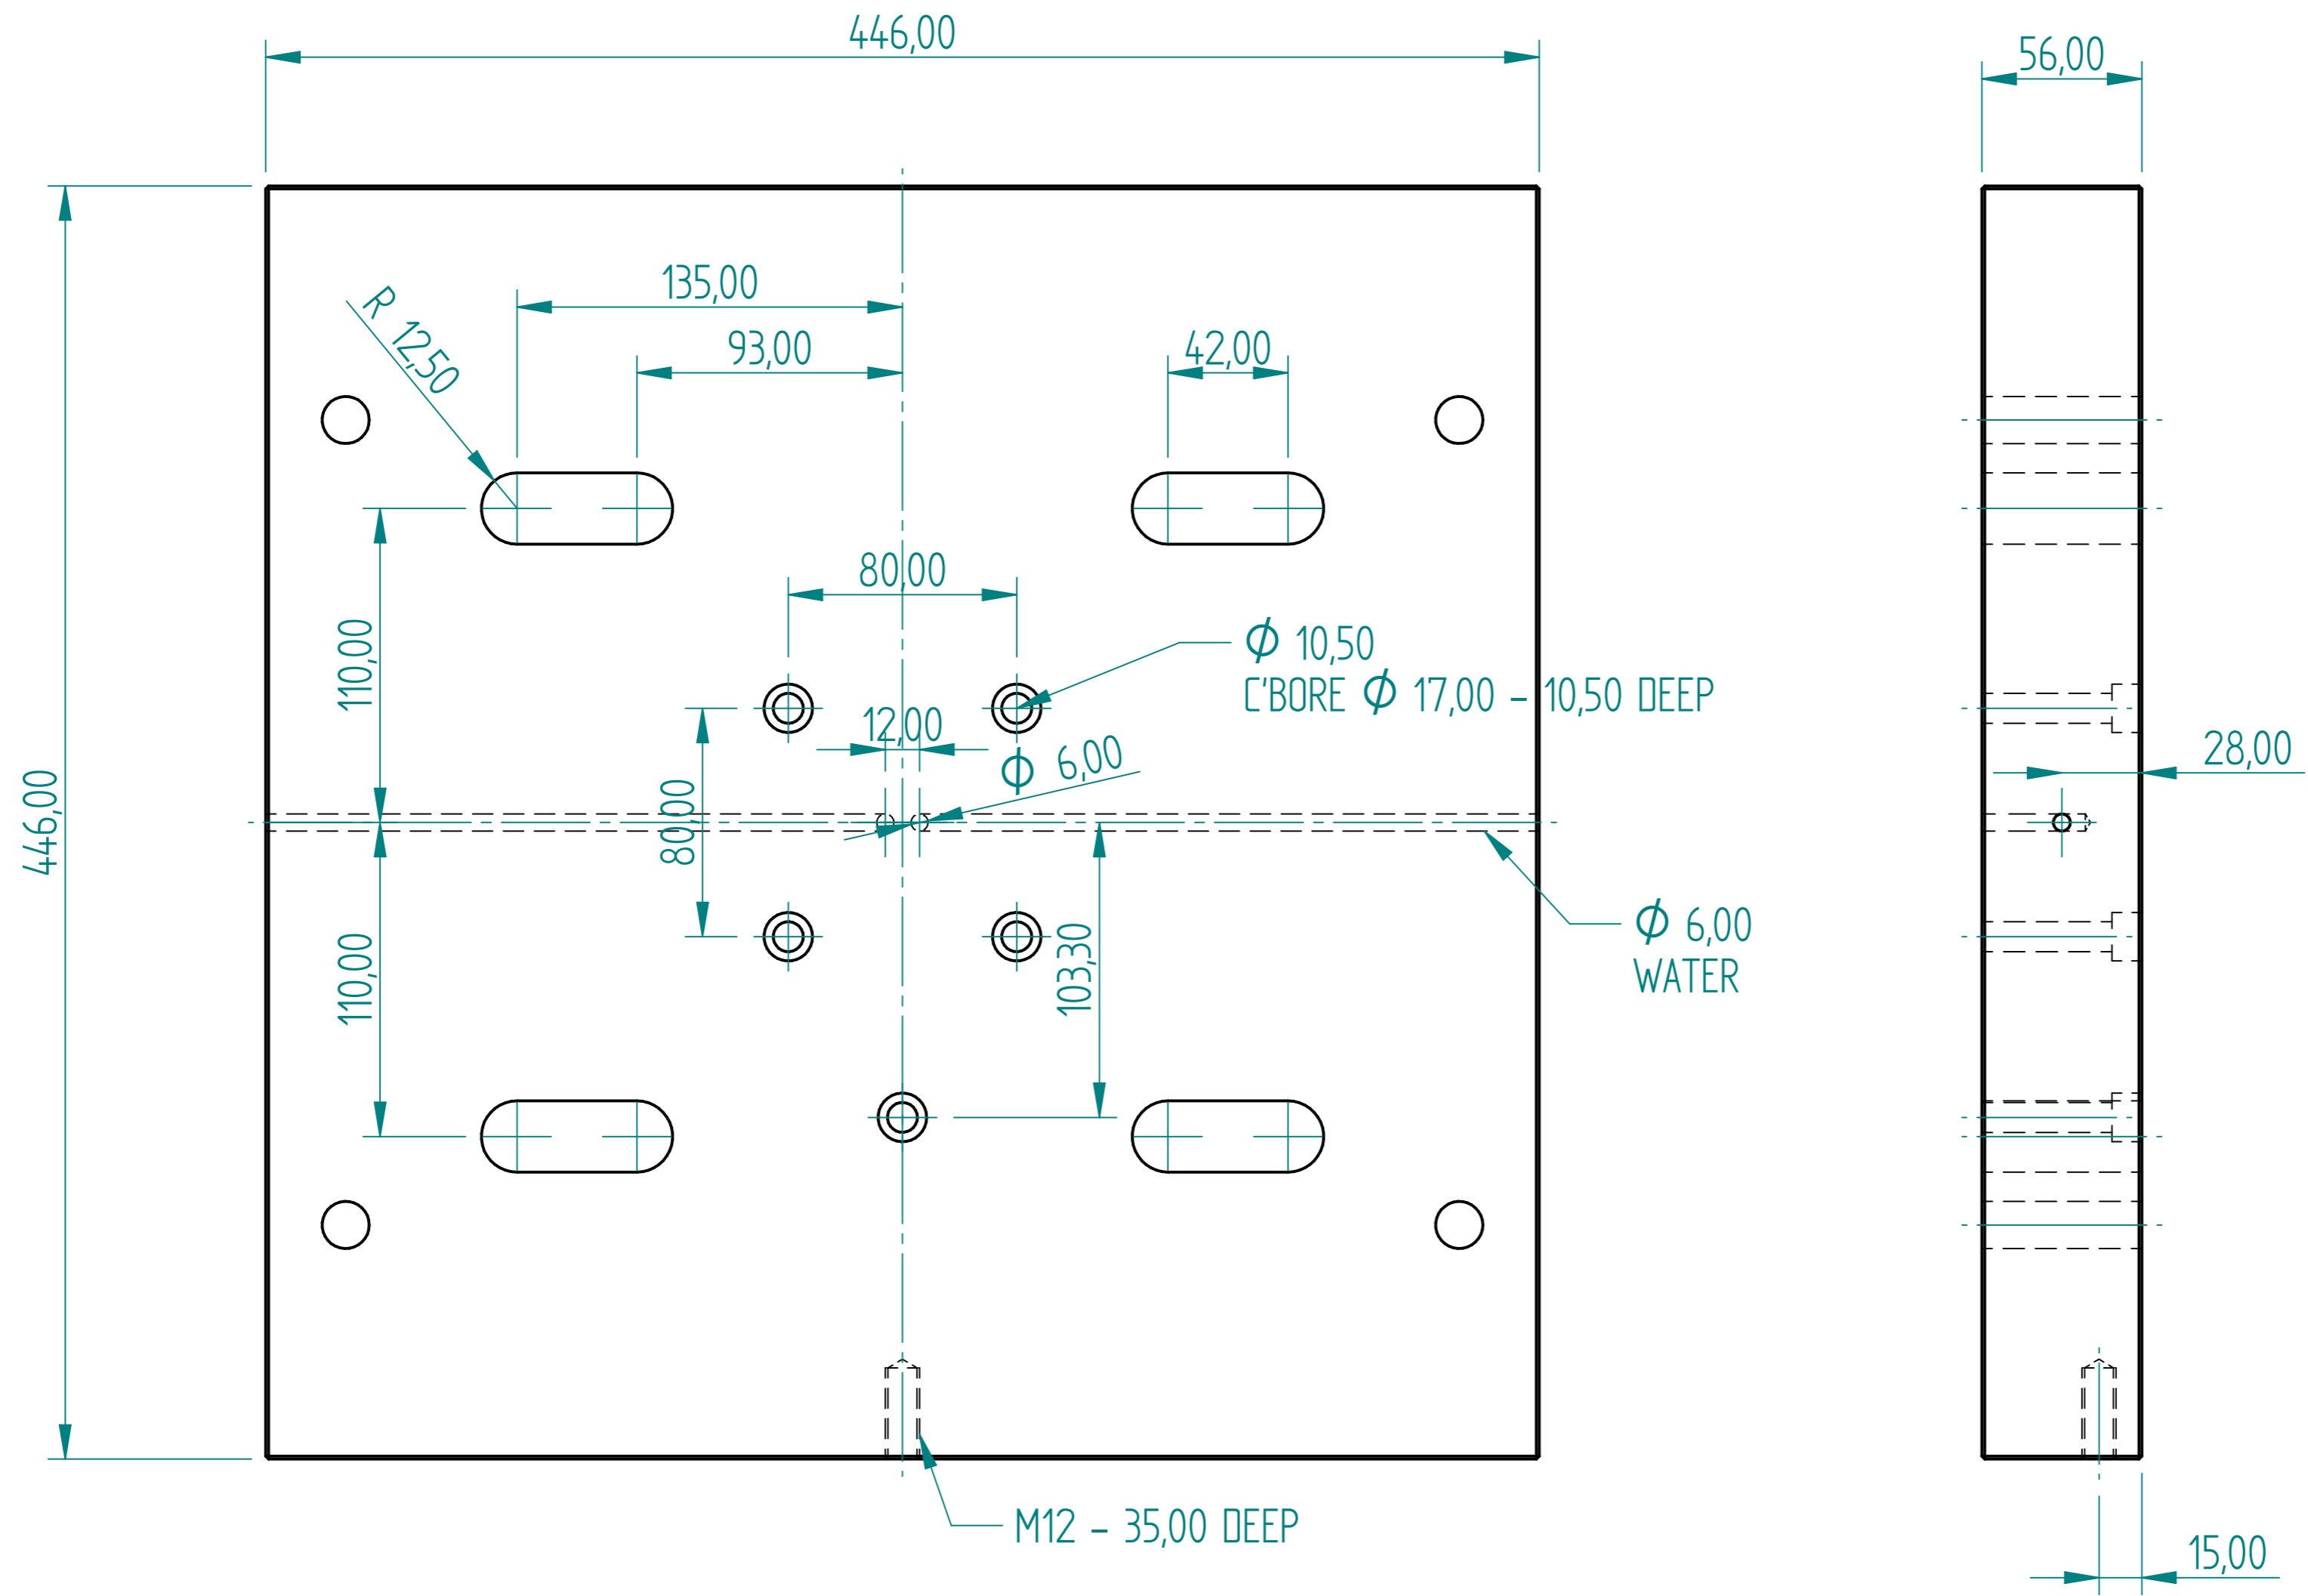 446,00
56,00
135,00
R 12,50
93,00
42,00
80,00
110,00
Ø 10,50
C'BORE Ø 17,00 - 10,50 DEEP
12,00
Ø 6,00
28,00
446,00
80,00
110,00
103,30
Ø 6,00
WATER
M12 - 35,00 DEEP
15,00